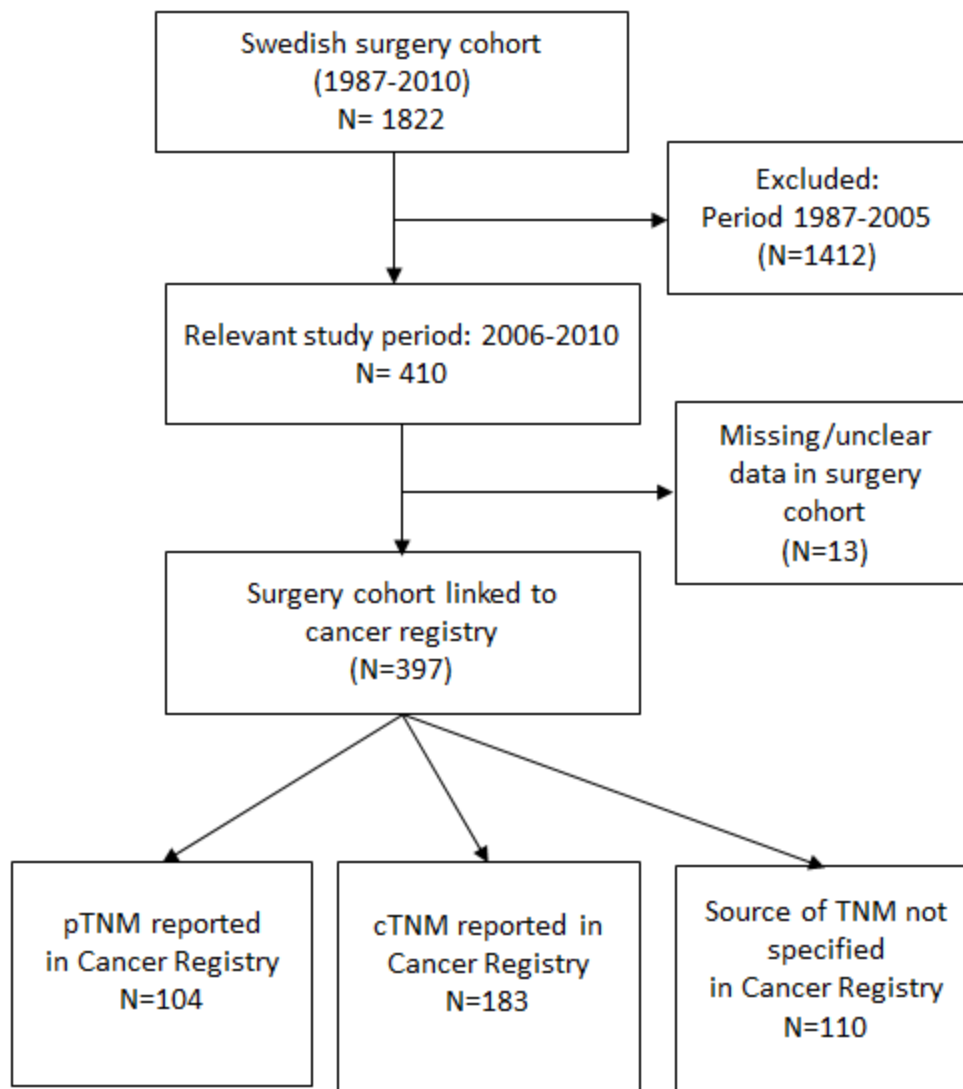 Swedish surgery cohort
(1987-2010)
N= 1822
Excluded:
Period 1987-2005
(N=1412)
Relevant study period: 2006-2010
N= 410
Missing/unclear
data in surgery
cohort
(N=13)
Surgery cohort linked to
cancer registry
(N=397)
pTNM reported
in Cancer Registry
N=104
cTNM reported in
Cancer Registry
N=183
Source of TNM not
specified
in Cancer Registry
N=110